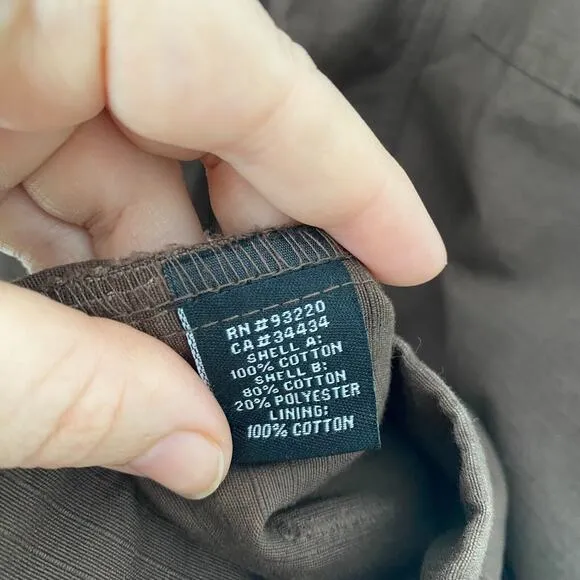 RN#93220
CA#34434
SHELL A:
100% COTTON
SHELL B:
80% COTTON
20% POLYESTER
LINING:
100% COTTON